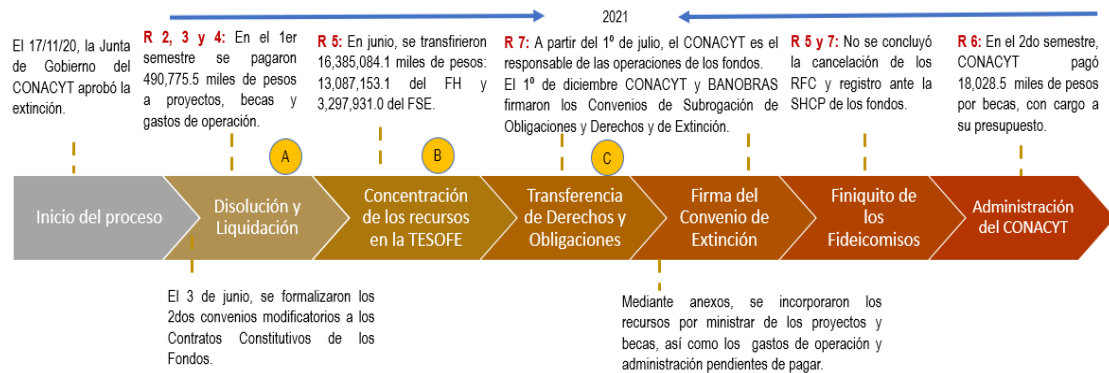 2021
El 17/11/20, la Junta
de Gobierno del
CONACYT aprobó la
extinción.
R 2, 3 y 4: En el 1er
semestre se pagaron
490,775.5 miles de pesos
a proyectos, becas y
gastos de operación.
R 5: En junio, se transfirieron
16,385,084.1 miles de pesos:
13,087,153.1 del FH y
3,297,931.0 del FSE.
R 7: A partir del 1º de julio, el CONACYT es el
responsable de las operaciones de los fondos.
El 1º de diciembre CONACYT y BANOBRAS
firmaron los Convenios de Subrogación de
Obligaciones y Derechos y de Extinción.
R 5 y 7: No se concluyó
la cancelación de los
RFC y registro ante la
SHCP de los fondos.
R 6: En el 2do semestre,
CONACYT pagó
18,028.5 miles de pesos
por becas, con cargo a
su presupuesto.
A
B
C
Inicio del proceso
Disolución y
Liquidación
Concentración
de los recursos
en la TESOFE
Transferencia
de Derechos y
Obligaciones
Firma del
Convenio de
Extinción
Finiquito de
los
Fideicomisos
Administración
del CONACYT
El 3 de junio, se formalizaron los
2dos convenios modificatorios a los
Contratos Constitutivos de los
Fondos.
Mediante anexos, se incorporaron los
recursos por ministrar de los proyectos y
becas, así como los gastos de operación y
administración pendientes de pagar.